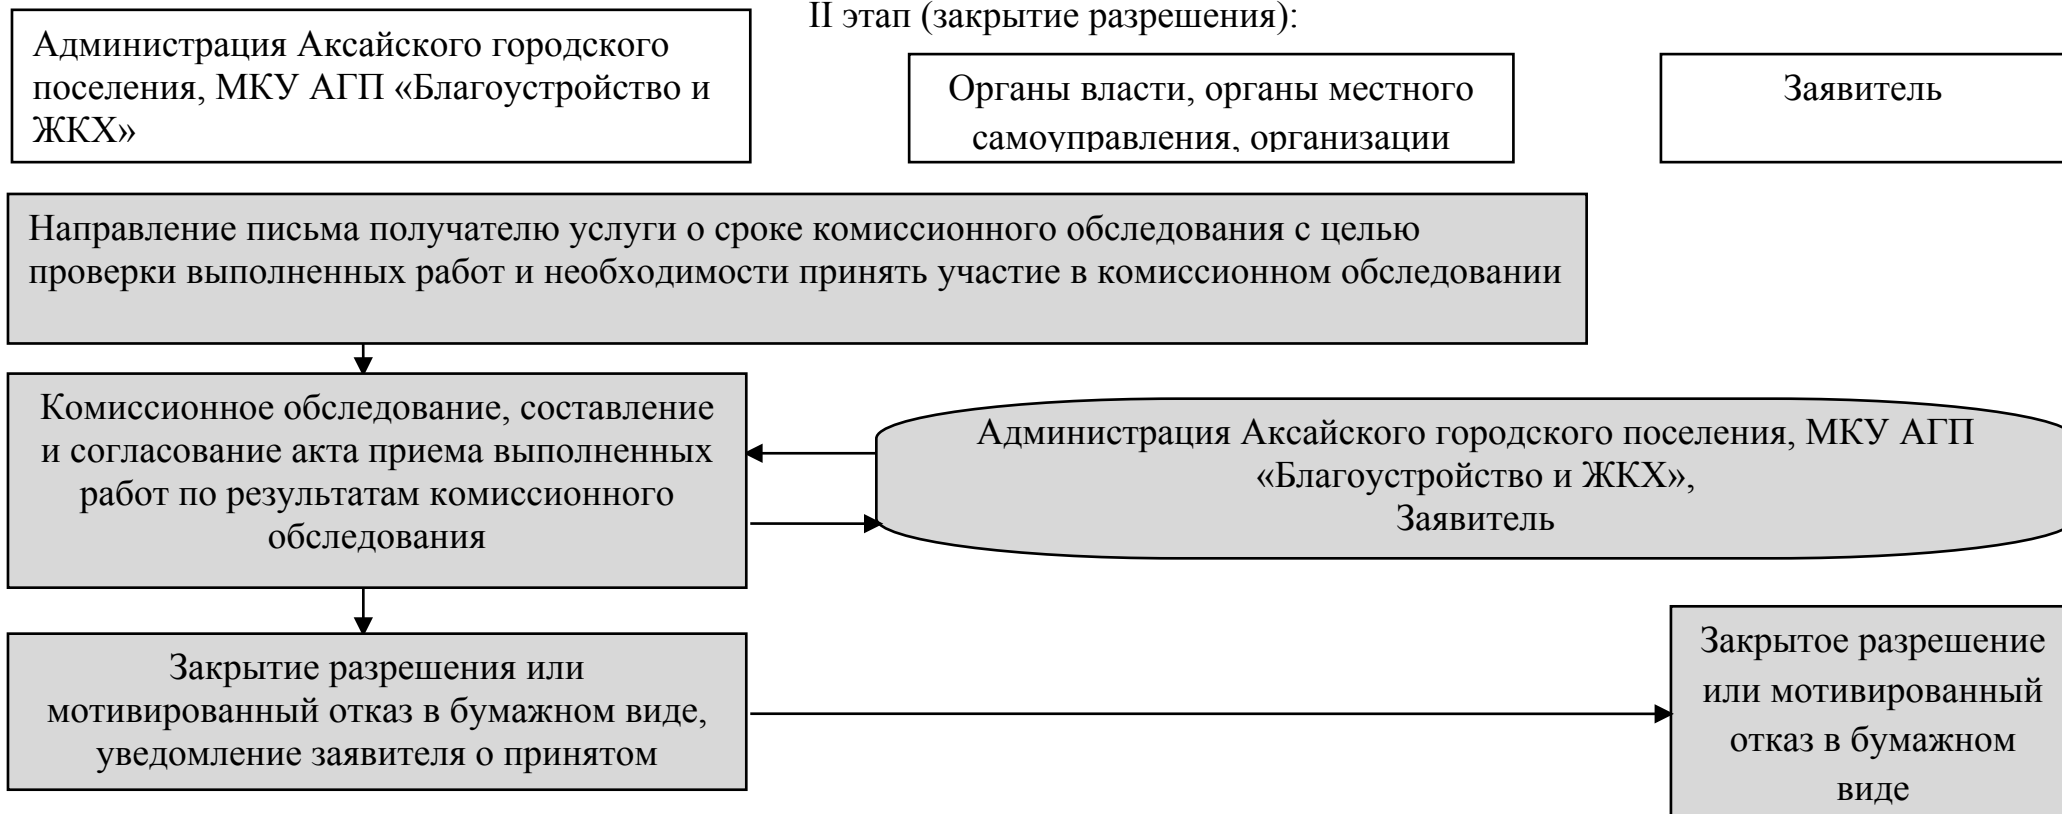 II этап (закрытие разрешения):
Администрация Аксайского городского
поселения, МКУ АГП «Благоустройство и
ЖКХ»
Органы власти, органы местного
самоуправления, организации
Заявитель
Направление письма получателю услуги о сроке комиссионного обследования с целью
проверки выполненных работ и необходимости принять участие в комиссионном обследовании
Комиссионное обследование, составление
и согласование акта приема выполненных
работ по результатам комиссионного
обследования
Администрация Аксайского городского поселения, МКУ АГП
«Благоустройство и ЖКХ»,
Заявитель
Закрытие разрешения или
мотивированный отказ в бумажном виде,
уведомление заявителя о принятом
Закрытое разрешение
или мотивированный
отказ в бумажном
виде